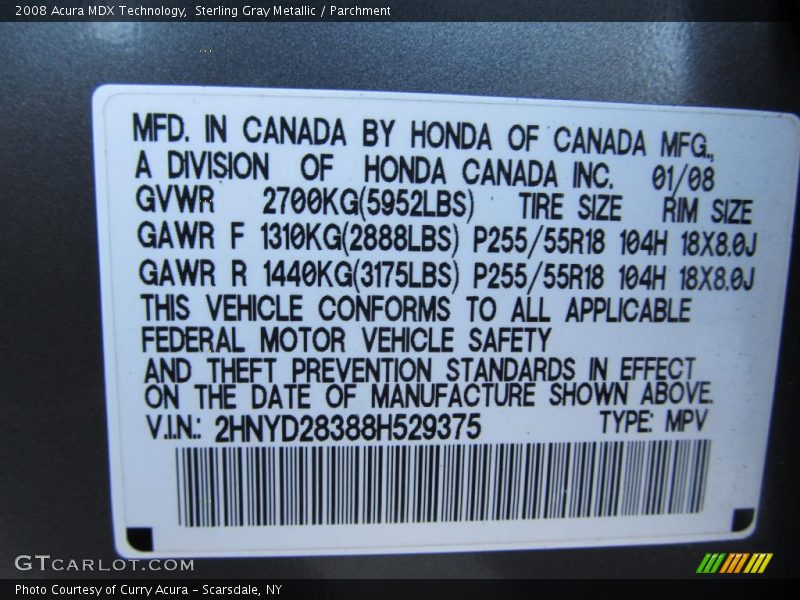 2008 Acura MDX Technology, Sterling Gray Metallic / Parchment
MFD. IN CANADA BY HONDA OF CANADA MFG.,
A DIVISION OF HONDA CANADA INC. 01/08
GVWR 2700KG(5952LBS) TIRE SIZE RIM SIZE
GAWR F 1310KG(2888LBS) P255/55R18 104H 18X8.0J
GAWR R 1440KG(3175LBS) P255/55R18 104H 18X8.0J
THIS VEHICLE CONFORMS TO ALL APPLICABLE
FEDERAL MOTOR VEHICLE SAFETY
AND THEFT PREVENTION STANDARDS IN EFFECT
ON THE DATE OF MANUFACTURE SHOWN ABOVE.
V.I.N.: 2HNYD28388H529375 TYPE: MPV
GTCARLOT.COM
Photo Courtesy of Curry Acura - Scarsdale, NY